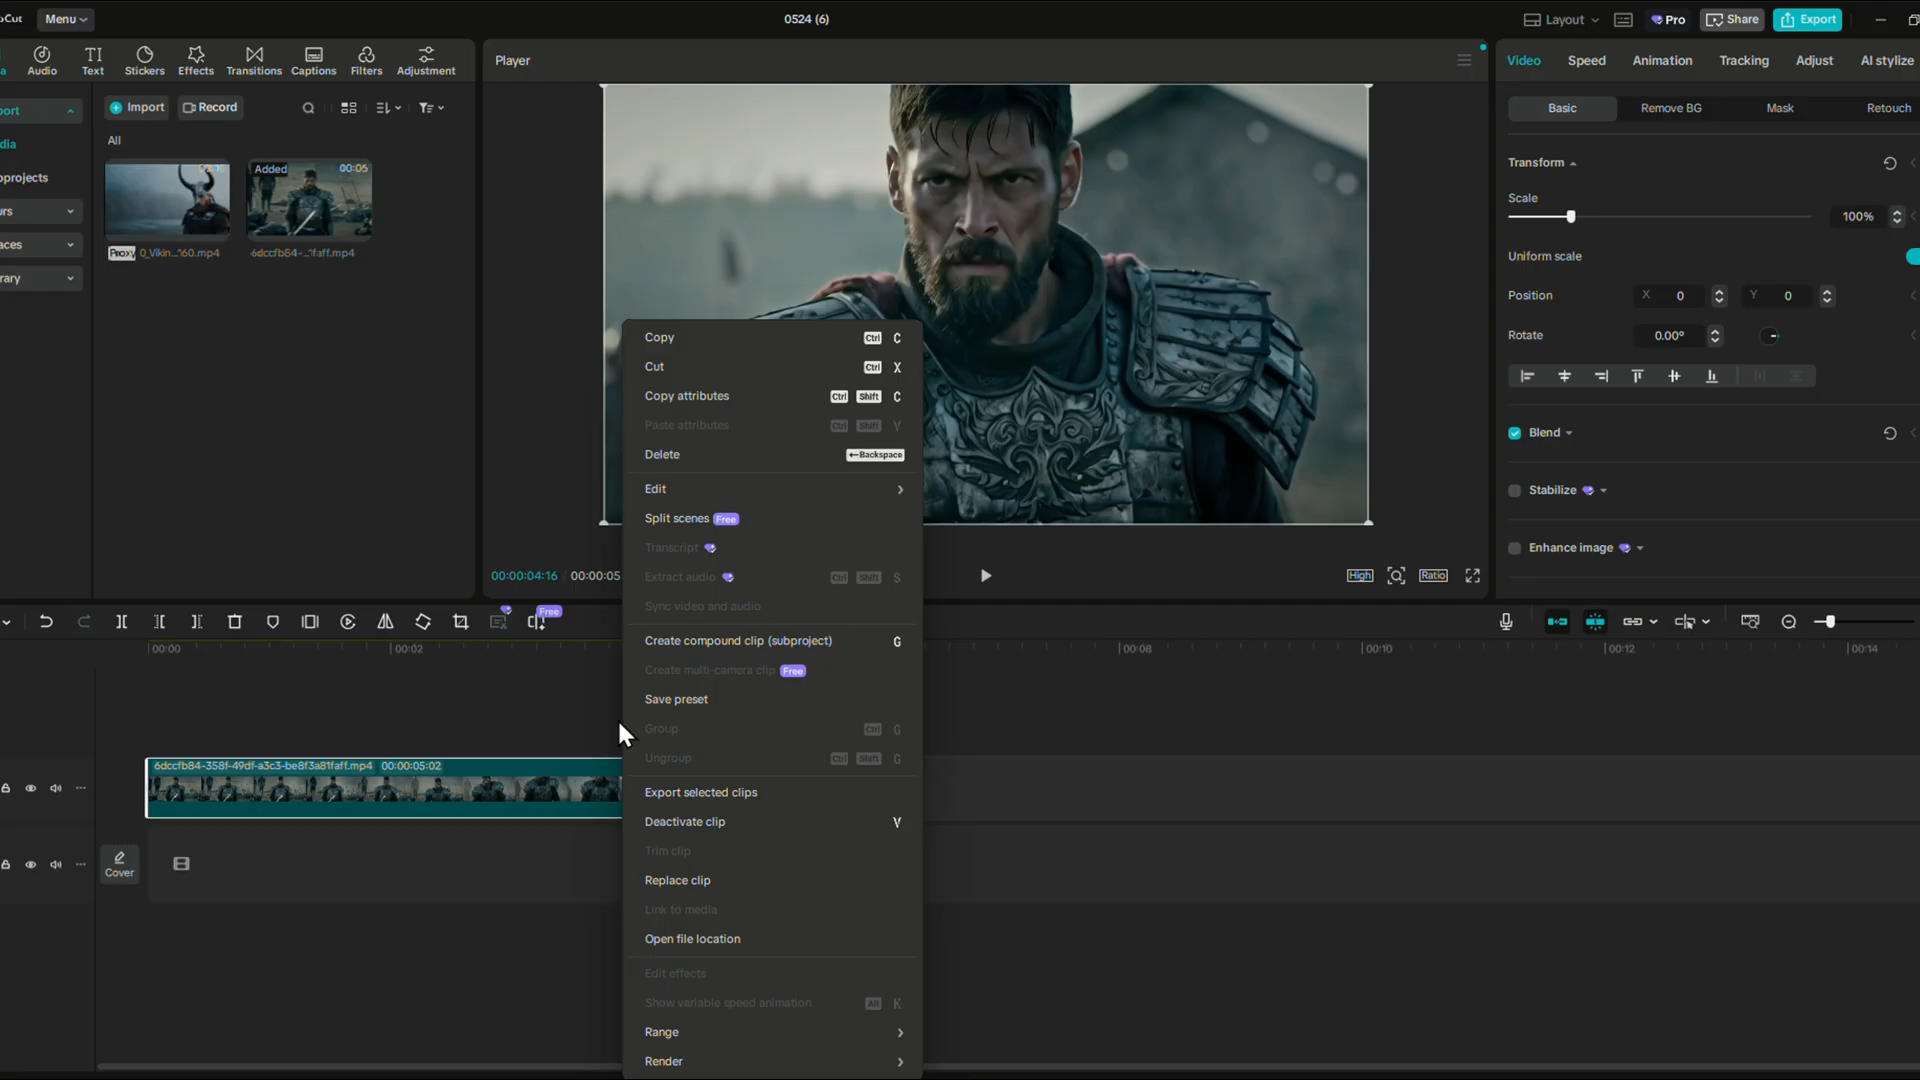 Cut
Menu
0524 (6)
Layout
Pro
Share
Export
Audio
Text
Stickers
Effects
Transitions
Captions
Filters
Adjustment
Player
Video
Speed
Animation
Tracking
Adjust
AI stylize
port
Import
Record
Basic
Remove BG
Mask
Retouch
dia
All
Transform
Added
00:05
projects
Scale
100%
urs
aces
Proxy
0_Vikin...'60.mp4
6dccfb84-...'faff.mp4
Uniform scale
rary
Position
X 0
Y 0
Rotate
0.00°
Blend
Stabilize
Enhance image
00:00:04:16
00:00:05
High
Ratio
Copy Ctrl C
Cut Ctrl X
Copy attributes Ctrl Shift C
Paste attributes Ctrl Shift V
Delete ←Backspace
Edit
Split scenes Free
Transcript
Extract audio Ctrl Shift S
Sync video and audio
Create compound clip (subproject) G
Create multi-camera clip Free
Save preset
Group Ctrl G
Ungroup Ctrl Shift G
Export selected clips
Deactivate clip V
Trim clip
Replace clip
Link to media
Open file location
Edit effects
Show variable speed animation Alt K
Range
Render
Free
00:00
00:02
00:08
00:10
00:12
00:14
6dccfb84-358f-49df-a3c3-be8f3a81faff.mp4 00:00:05:02
Cover